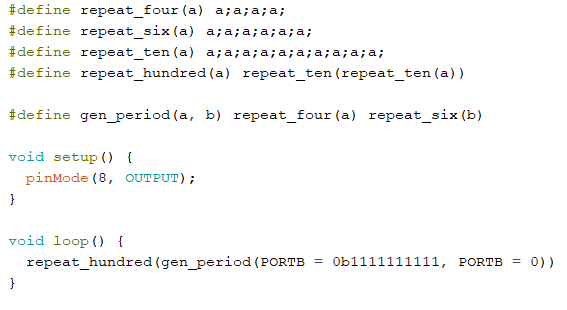 #define repeat_four(a) a;a;a;a;
#define repeat_six(a) a;a;a;a;a;a;
#define repeat_ten(a) a;a;a;a;a;a;a;a;a;a;
#define repeat_hundred(a) repeat_ten(repeat_ten(a))

#define gen_period(a, b) repeat_four(a) repeat_six(b)

void setup() {
  pinMode(8, OUTPUT);
}

void loop() {
  repeat_hundred(gen_period(PORTB = 0b1111111111, PORTB = 0))
}